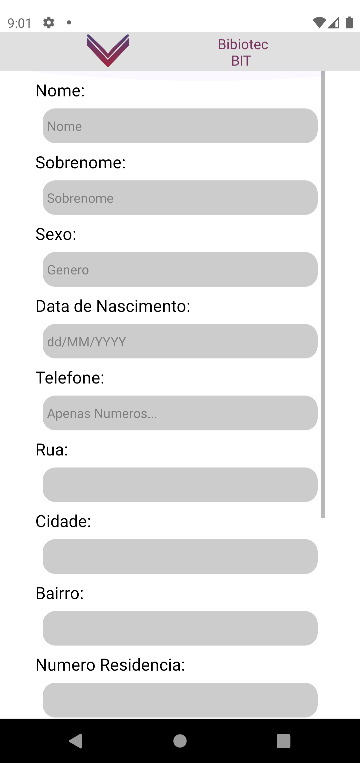 9:01
Bibiotec
BIT
Nome:
Nome
Sobrenome:
Sobrenome
Sexo:
Genero
Data de Nascimento:
dd/MM/YYYY
Telefone:
Apenas Numeros...
Rua:
Cidade:
Bairro:
Numero Residencia: